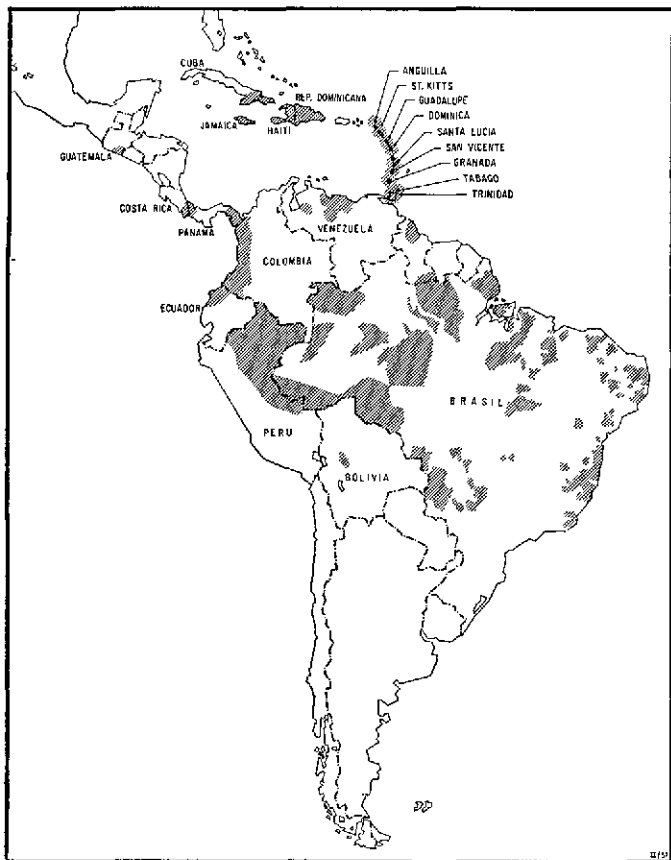 CUBA
REP. DOMINICANA
JAMAICA
HAITI
ANGUILLA
ST. KITTS
GUADALUPE
DOMINICA
SANTA LUCIA
SAN VICENTE
GRANADA
TABAGO
TRINIDAD
GUATEMALA
COSTA RICA
PANAMA
VENEZUELA
COLOMBIA
ECUADOR
BRASIL
PERU
BOLIVIA